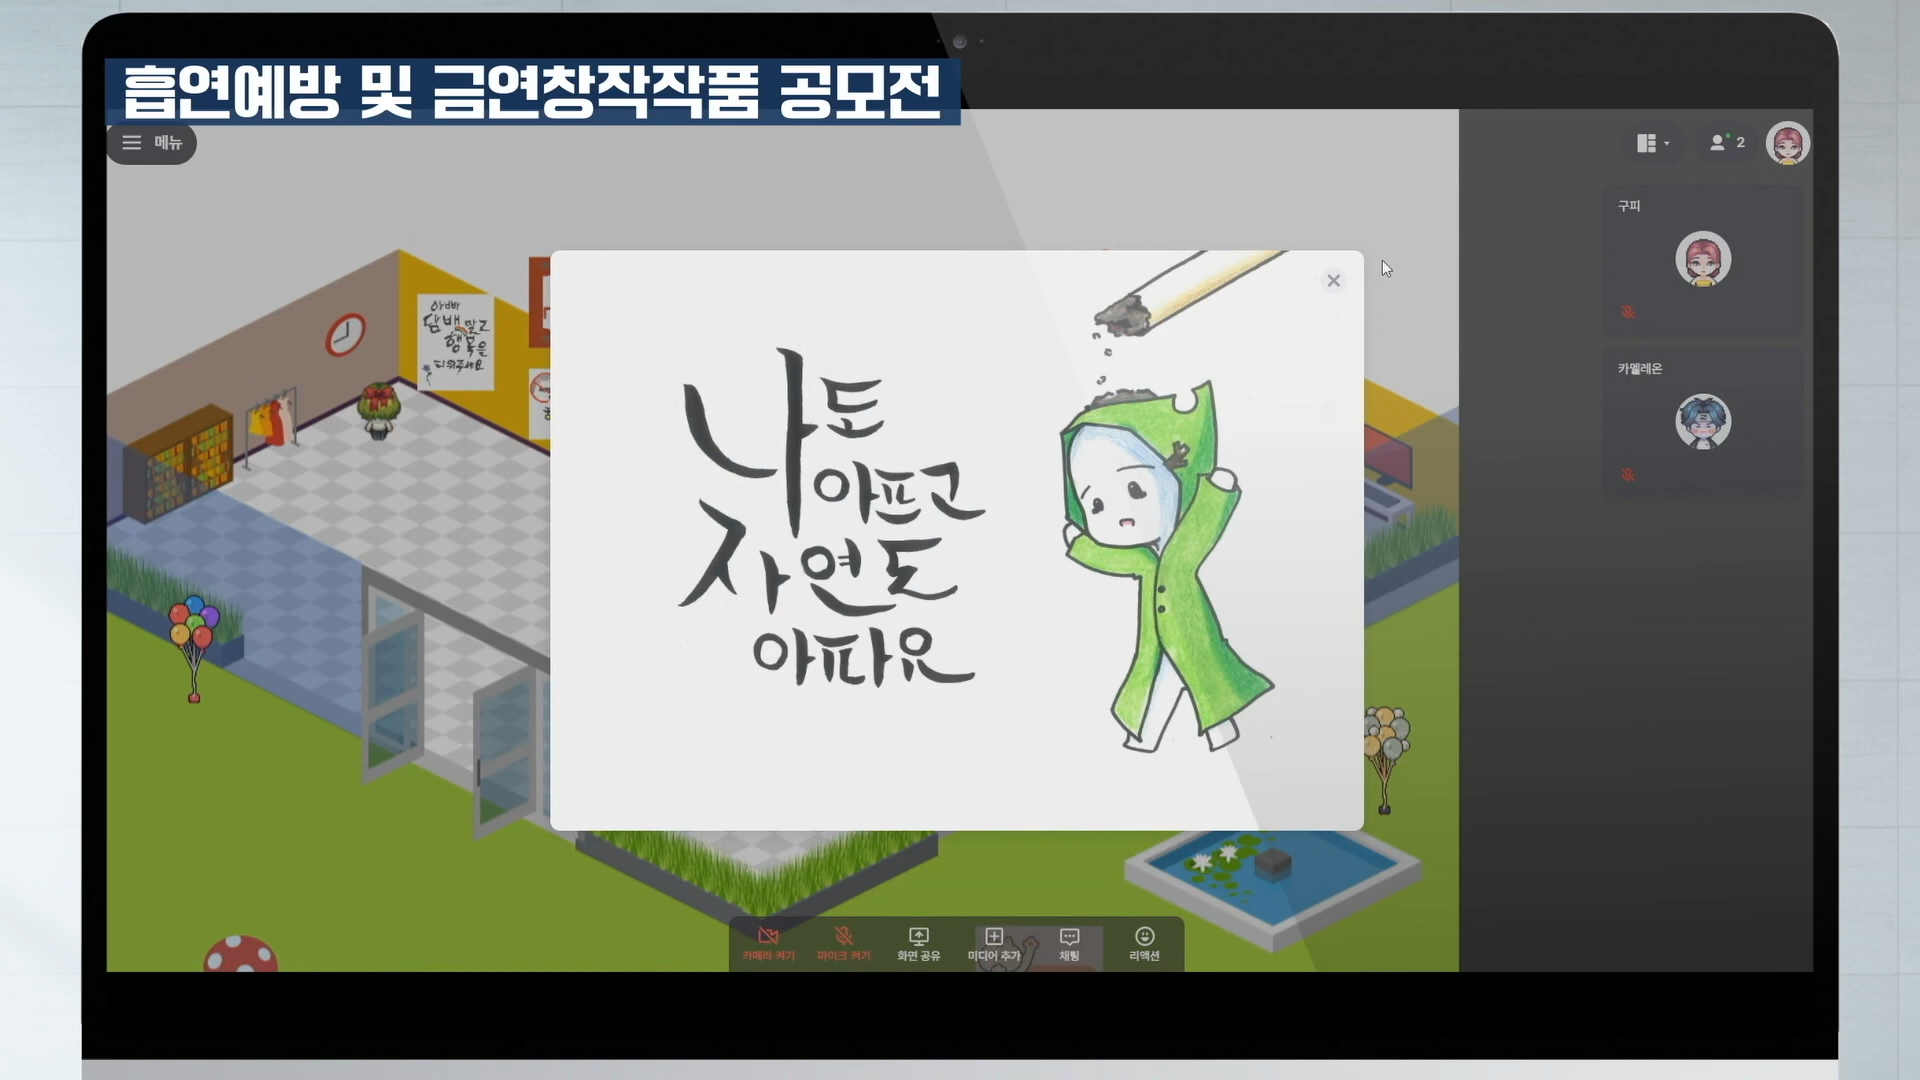 흡연예방 및 금연창작작품 공모전
메뉴
2
구피
카멜레온
아빠
담배 말고
행복을
피워주세요
나도
아프고
자연도
아파요
카메라 켜기
마이크 켜기
화면 공유
미디어 추가
채팅
리액션